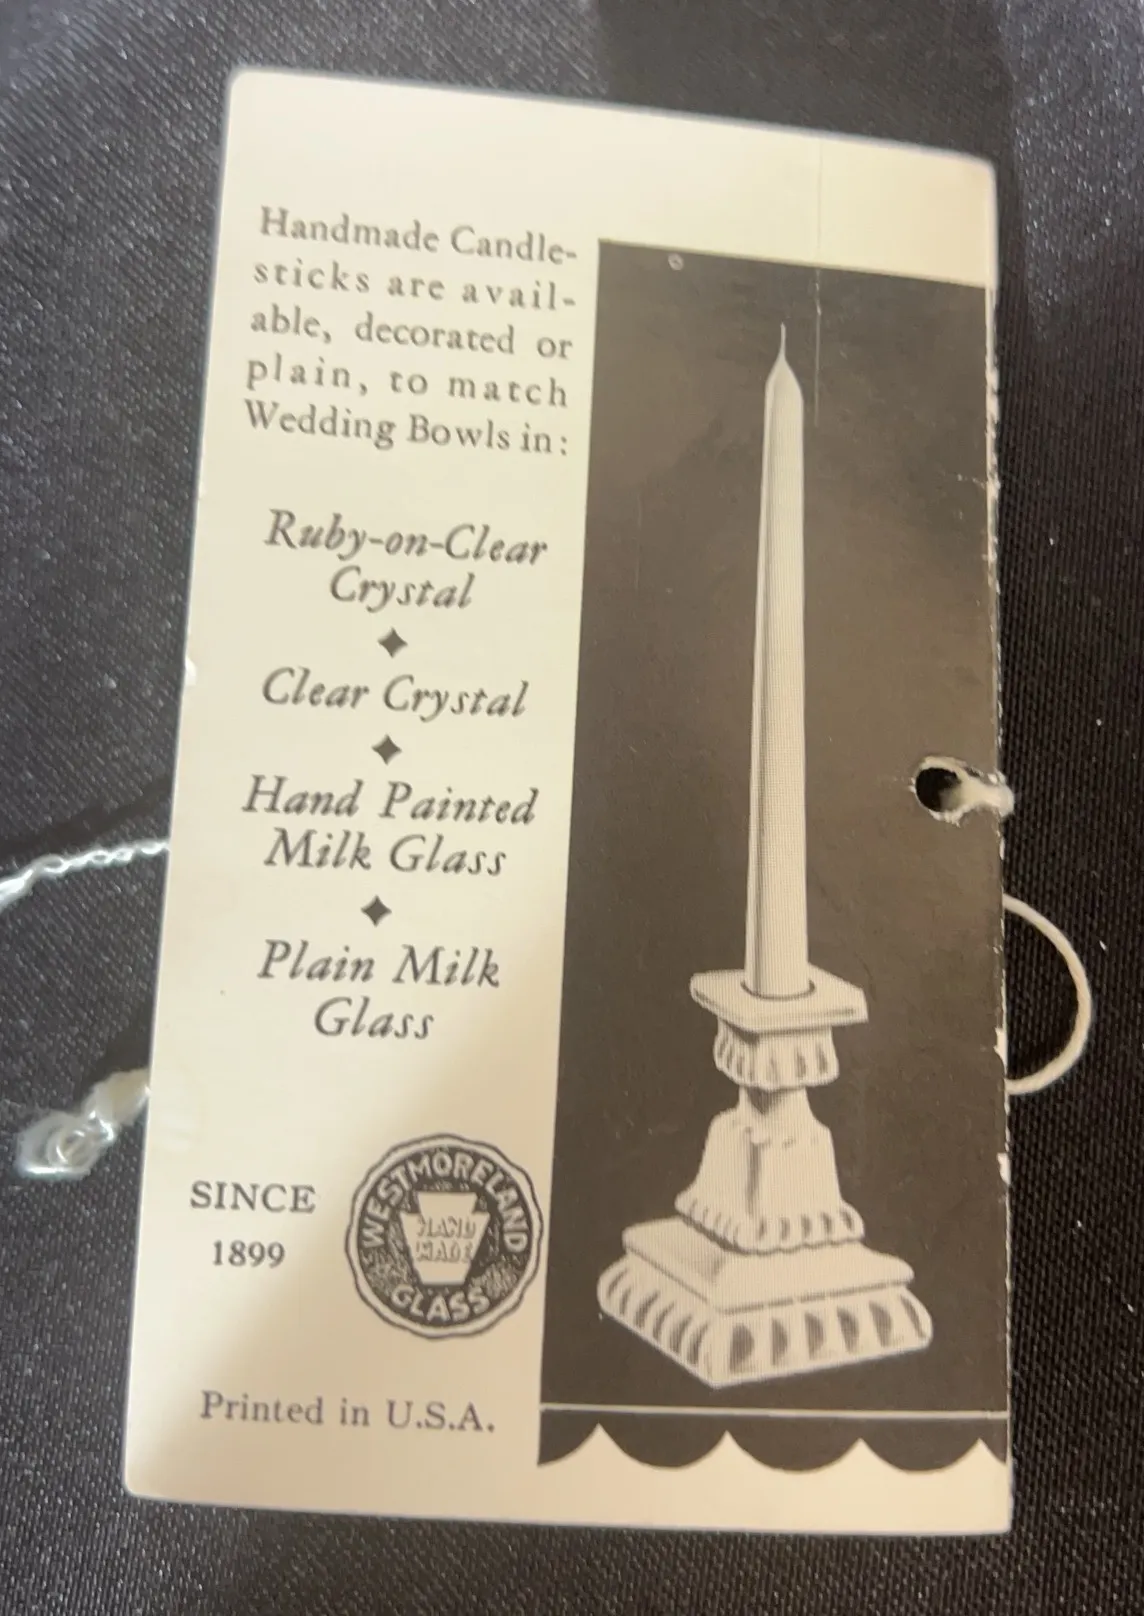 Handmade Candle-
sticks are avail-
able, decorated or
plain, to match
Wedding Bowls in:
Ruby-on-Clear
Crystal
Clear Crystal
Hand Painted
Milk Glass
Plain Milk
Glass
SINCE
1899
WESTMORELAND
HAND
MADE
GLASS
Printed in U.S.A.